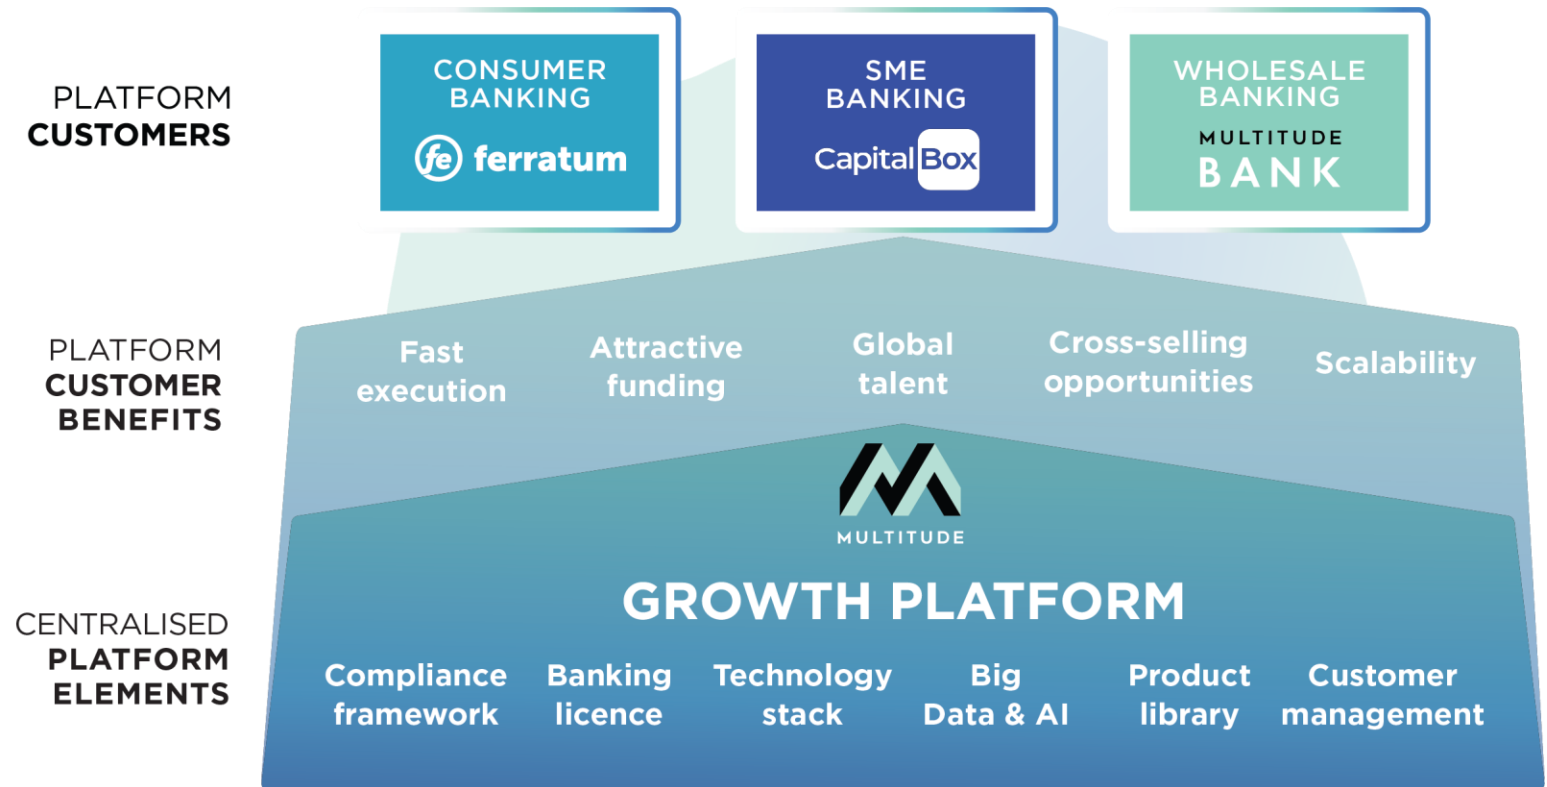 PLATFORM
CUSTOMERS
CONSUMER
BANKING
fe ferratum
SME
BANKING
CapitalBox
WHOLESALE
BANKING
MULTITUDE
BANK
PLATFORM
CUSTOMER
BENEFITS
Fast
execution
Attractive
funding
Global
talent
Cross-selling
opportunities
Scalability
MULTITUDE
GROWTH PLATFORM
CENTRALISED
PLATFORM
ELEMENTS
Compliance
framework
Banking
licence
Technology
stack
Big
Data & AI
Product
library
Customer
management